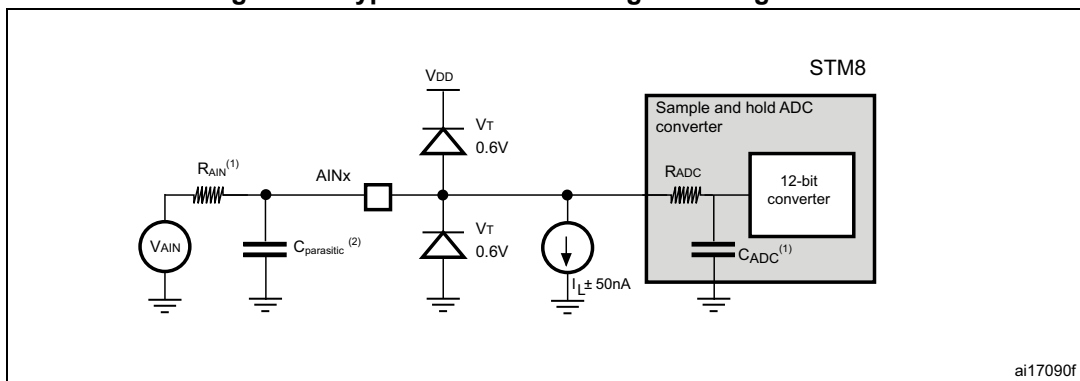 STM8
VDD
Sample and hold ADC
converter
VT
0.6V
RAIN(1)
AINx
RADC
12-bit
converter
VAIN
Cparasitic (2)
VT
0.6V
IL± 50nA
CADC(1)
ai17090f